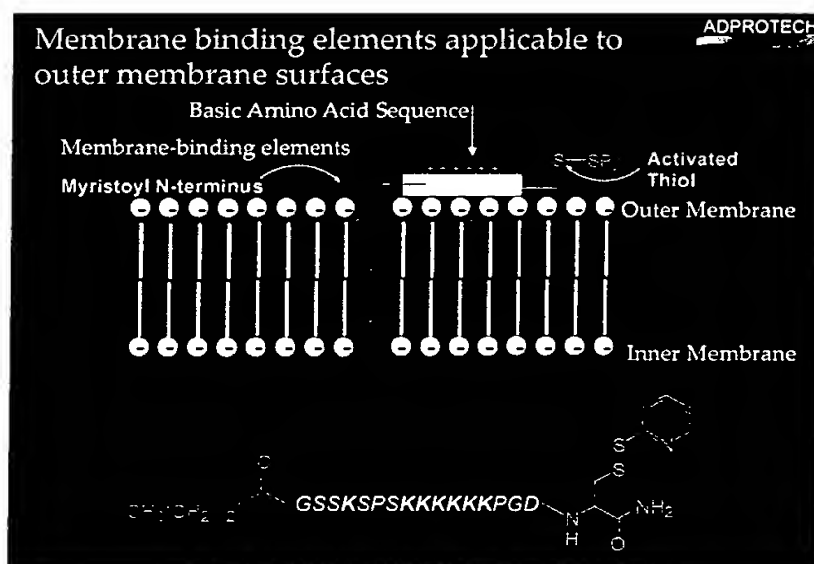 ADPROTECH
Membrane binding elements applicable to
outer membrane surfaces
Basic Amino Acid Sequence
Membrane-binding elements
Myristoyl N-terminus
S
Activated
Thiol
Outer Membrane
Inner Membrane
S
S
O
GSSKSPSKKKKKKPGD
N
H
NH₂
O